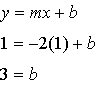 y = mx + b
1 = −2(1) + b
3 = b